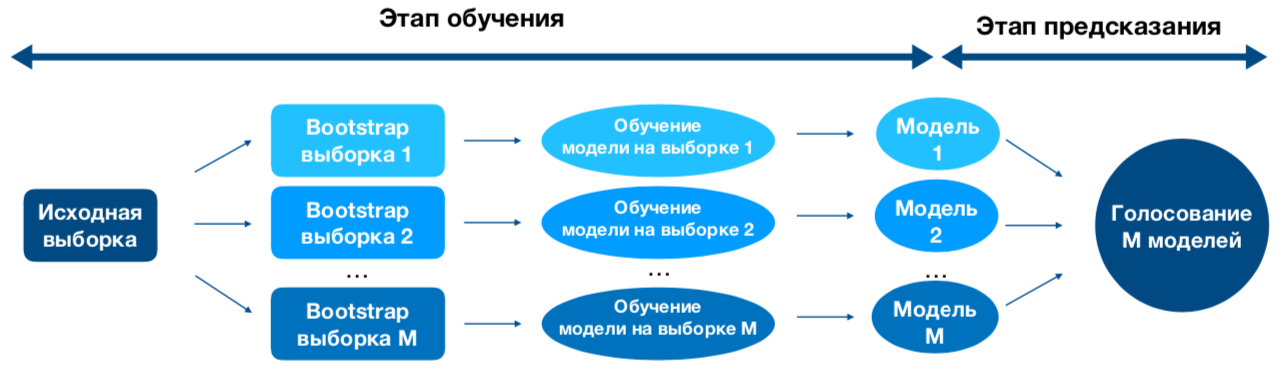 Этап обучения
Этап предсказания
Исходная
выборка
Bootstrap
выборка 1
Обучение
модели на выборке 1
Модель
1
Bootstrap
выборка 2
Обучение
модели на выборке 2
Модель
2
...
...
...
Bootstrap
выборка M
Обучение
модели на выборке M
Модель
M
Голосование
M моделей